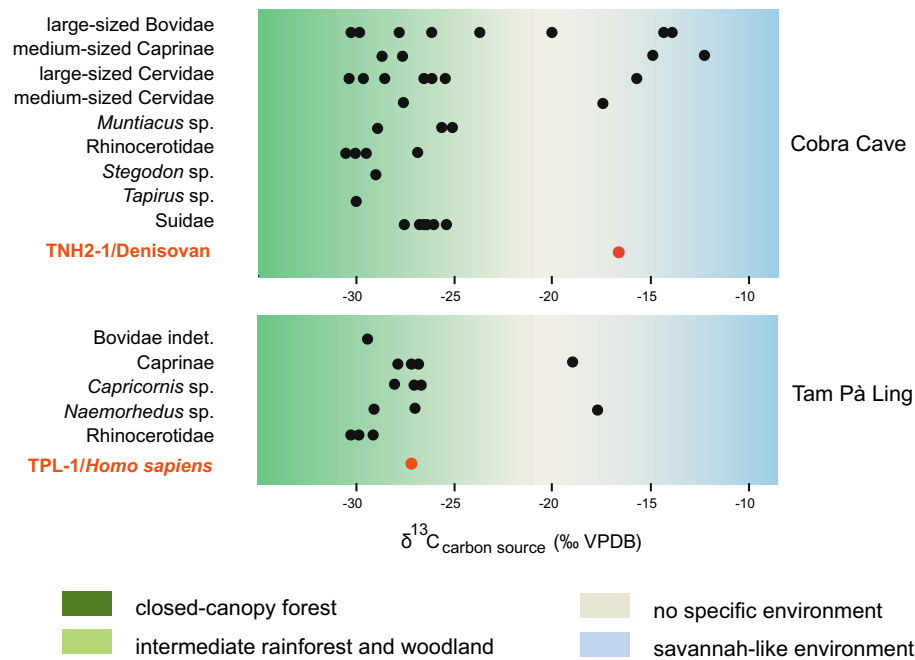 large-sized Bovidae
medium-sized Caprinae
large-sized Cervidae
medium-sized Cervidae
Muntiacus sp.
Rhinocerotidae
Stegodon sp.
Tapirus sp.
Suidae
TNH2-1/Denisovan
Cobra Cave
-30 -25 -20 -15 -10
Bovidae indet.
Caprinae
Capricornis sp.
Naemorhedus sp.
Rhinocerotidae
TPL-1/Homo sapiens
Tam Pà Ling
-30 -25 -20 -15 -10
δ13Ccarbon source (‰ VPDB)
closed-canopy forest
intermediate rainforest and woodland
no specific environment
savannah-like environment